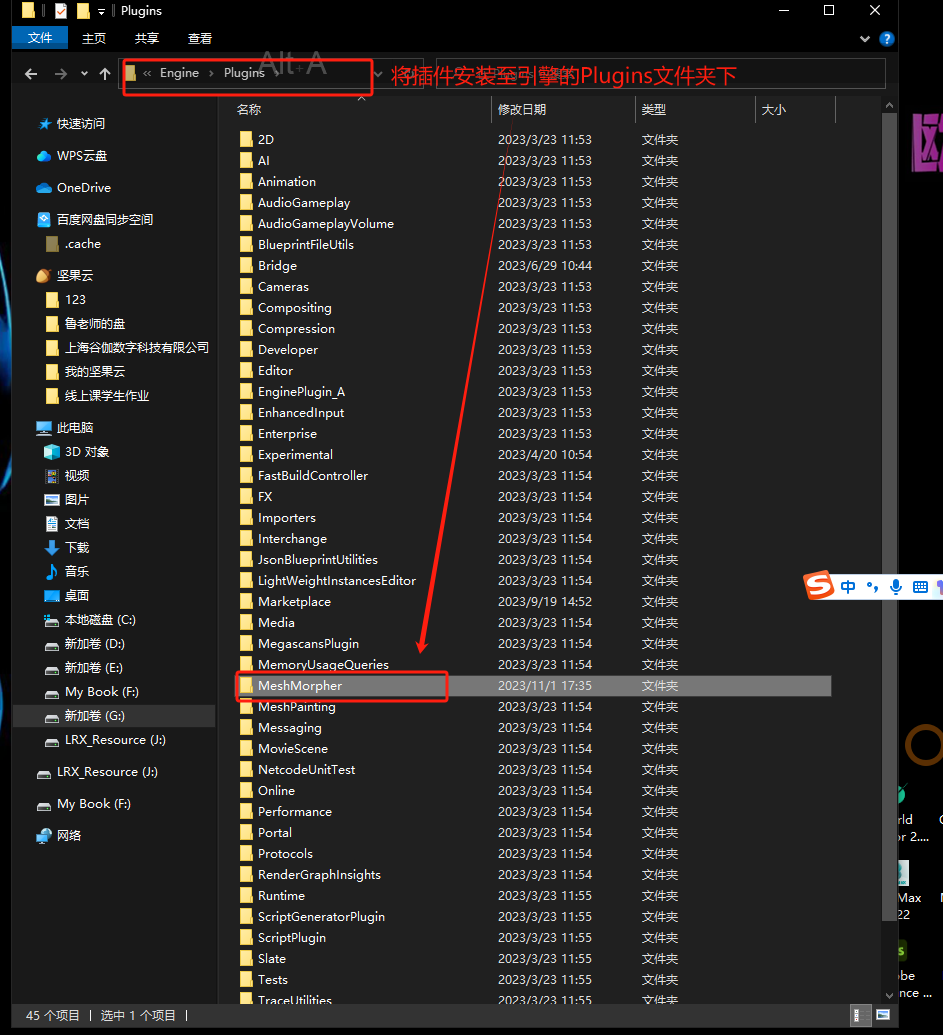 Plugins
文件
主页
共享
查看
« Engine › Plugins
Alt+A
将插件安装至引擎的Plugins文件夹下
名称
修改日期
类型
大小
快速访问
WPS云盘
OneDrive
百度网盘同步空间
.cache
坚果云
123
鲁老师的盘
上海谷伽数字科技有限公司
我的坚果云
线上课学生作业
此电脑
3D 对象
视频
图片
文档
下载
音乐
桌面
本地磁盘 (C:)
新加卷 (D:)
新加卷 (E:)
My Book (F:)
新加卷 (G:)
LRX_Resource (J:)
LRX_Resource (J:)
My Book (F:)
网络
2D 2023/3/23 11:53 文件夹
AI 2023/3/23 11:53 文件夹
Animation 2023/3/23 11:53 文件夹
AudioGameplay 2023/3/23 11:53 文件夹
AudioGameplayVolume 2023/3/23 11:53 文件夹
BlueprintFileUtils 2023/3/23 11:53 文件夹
Bridge 2023/6/29 10:44 文件夹
Cameras 2023/3/23 11:53 文件夹
Compositing 2023/3/23 11:53 文件夹
Compression 2023/3/23 11:53 文件夹
Developer 2023/3/23 11:53 文件夹
Editor 2023/3/23 11:53 文件夹
EnginePlugin_A 2023/3/23 11:53 文件夹
EnhancedInput 2023/3/23 11:53 文件夹
Enterprise 2023/3/23 11:53 文件夹
Experimental 2023/4/20 10:54 文件夹
FastBuildController 2023/3/23 11:54 文件夹
FX 2023/3/23 11:54 文件夹
Importers 2023/3/23 11:54 文件夹
Interchange 2023/3/23 11:54 文件夹
JsonBlueprintUtilities 2023/3/23 11:54 文件夹
LightWeightInstancesEditor 2023/3/23 11:54 文件夹
Marketplace 2023/9/19 14:52 文件夹
Media 2023/3/23 11:54 文件夹
MegascansPlugin 2023/3/23 11:54 文件夹
MemoryUsageQueries 2023/3/23 11:54 文件夹
MeshMorpher 2023/11/1 17:35 文件夹
MeshPainting 2023/3/23 11:54 文件夹
Messaging 2023/3/23 11:54 文件夹
MovieScene 2023/3/23 11:54 文件夹
NetcodeUnitTest 2023/3/23 11:54 文件夹
Online 2023/3/23 11:54 文件夹
Performance 2023/3/23 11:54 文件夹
Portal 2023/3/23 11:54 文件夹
Protocols 2023/3/23 11:54 文件夹
RenderGraphInsights 2023/3/23 11:54 文件夹
Runtime 2023/3/23 11:55 文件夹
ScriptGeneratorPlugin 2023/3/23 11:55 文件夹
ScriptPlugin 2023/3/23 11:55 文件夹
Slate 2023/3/23 11:55 文件夹
Tests 2023/3/23 11:55 文件夹
TraceUtilities 2023/3/23 11:55 文件夹
45 个项目
选中 1 个项目
中
rld
or 2....
Max
22
s
obe
nce ...